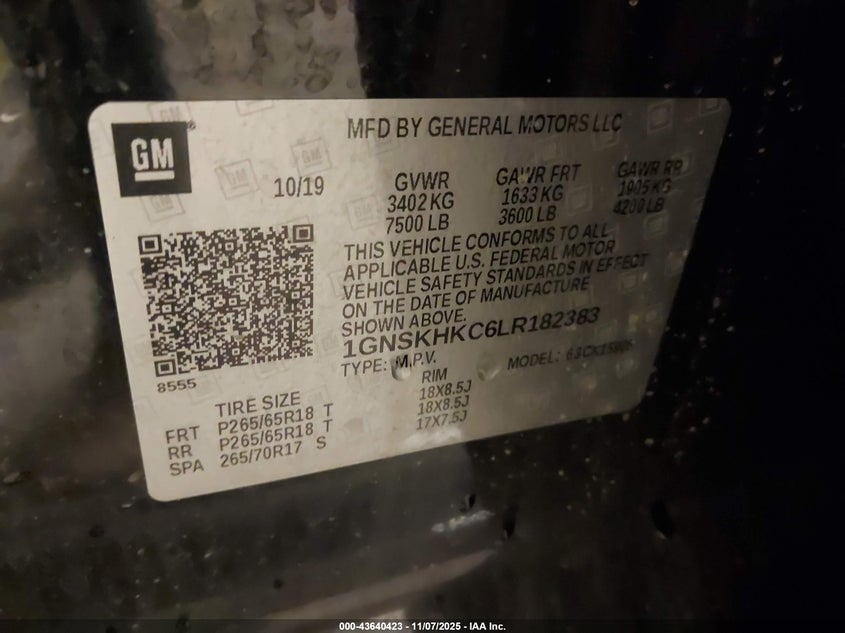 GM
MFD BY GENERAL MOTORS LLC
10/19
GVWR GAWR FRT GAWR RR
3402 KG 1633 KG 1905 KG
7500 LB 3600 LB 4200 LB
THIS VEHICLE CONFORMS TO ALL
APPLICABLE U.S. FEDERAL MOTOR
VEHICLE SAFETY STANDARDS IN EFFECT
ON THE DATE OF MANUFACTURE
SHOWN ABOVE.
1GNSKHKC6LR182383
TYPE: M.P.V. MODEL:
8555
TIRE SIZE RIM
FRT P265/65R18 T 18X8.5J
RR P265/65R18 T 18X8.5J
SPA 265/70R17 S 17X7.5J
000-43640423 - 11/07/2025 - IAA Inc.